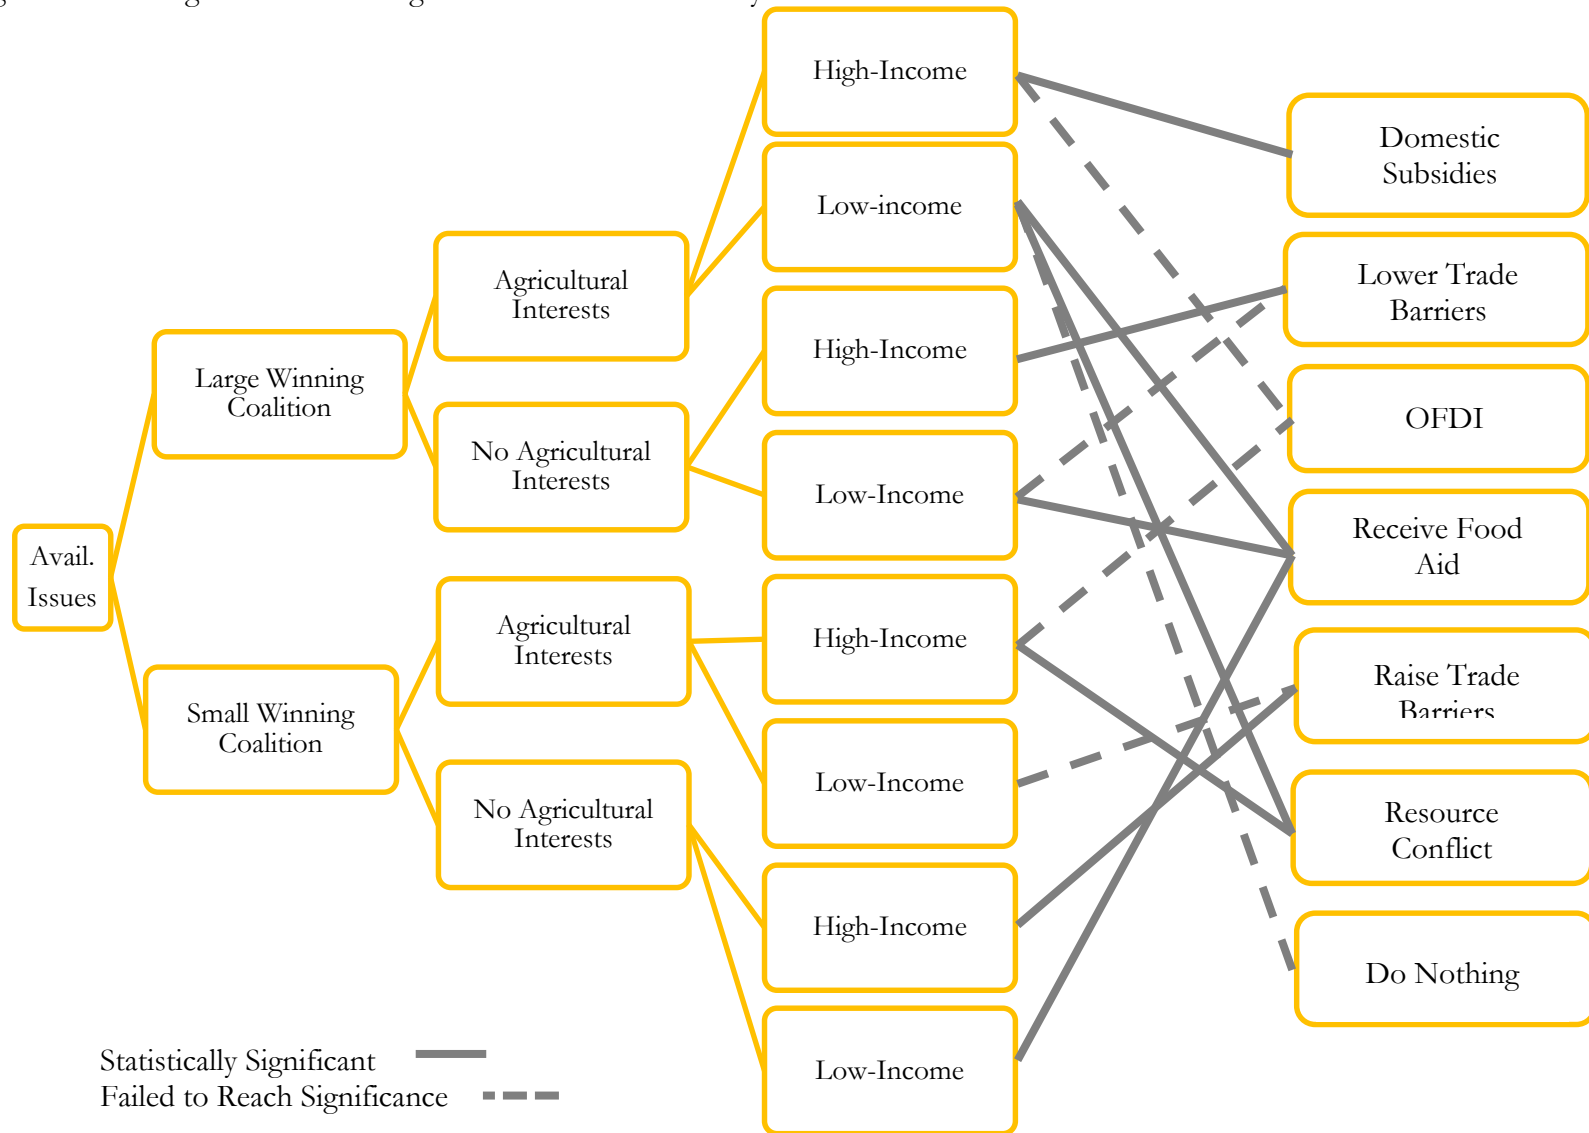 High-Income
Low-income
High-Income
Low-Income
High-Income
Low-Income
High-Income
Low-Income
Agricultural
Interests
No Agricultural
Interests
Agricultural
Interests
No Agricultural
Interests
Large Winning
Coalition
Small Winning
Coalition
Avail.
Issues
Domestic
Subsidies
Lower Trade
Barriers
OFDI
Receive Food
Aid
Raise Trade
Barriers
Resource
Conflict
Do Nothing
Statistically Significant
Failed to Reach Significance